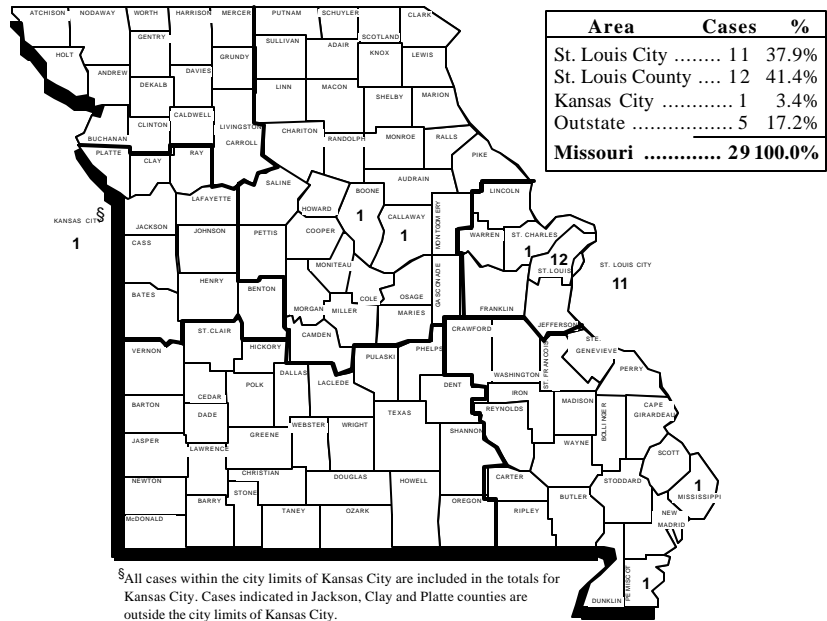 ATCHISON NODAWAY WORTH HARRISON MERCER PUTNAM SCHUYLER CLARK
GENTRY SULLIVAN ADAIR SCOTLAND
HOLT GRUNDY KNOX LEWIS
ANDREW DEKALB DAVIES LINN MACON
SHELBY MARION
CALDWELL
CLINTON LIVINGSTON CHARITON
BUCHANAN CARROLL RANDOLPH MONROE RALLS
PLATTE CLAY RAY PIKE
SALINE AUDRAIN
BOONE LINCOLN
LAFAYETTE HOWARD CALLAWAY MONTGOMERY
KANSAS CITY§ JACKSON JOHNSON PETTIS COOPER 1 1 WARREN ST. CHARLES
1 CASS 1 12
MONITEAU ST. LOUIS ST. LOUIS CITY
HENRY BENTON COLE OSAGE GASCONADE 11
BATES MORGAN MILLER MARIES FRANKLIN
ST.CLAIR CAMDEN CRAWFORD JEFFERSON
VERNON HICKORY PULASKI PHELPS STE.
GENEVIEVE
DALLAS LACLEDE WASHINGTON ST. FRANCOIS PERRY
POLK DENT
CEDAR IRON
BARTON DADE TEXAS REYNOLDS MADISON BOLLINGER CAPE
GIRARDEAU
GREENE WEBSTER WRIGHT SHANNON
JASPER LAWRENCE WAYNE SCOTT
NEWTON CHRISTIAN DOUGLAS HOWELL CARTER STODDARD 1
MISSISSIPPI
BARRY STONE OREGON BUTLER
McDONALD TANEY OZARK RIPLEY NEW
MADRID
PEMISCOT 1
DUNKLIN
Area Cases %
St. Louis City ........ 11 37.9%
St. Louis County .... 12 41.4%
Kansas City ............ 1 3.4%
Outstate ................. 5 17.2%
Missouri ............. 29 100.0%
§All cases within the city limits of Kansas City are included in the totals for
Kansas City. Cases indicated in Jackson, Clay and Platte counties are
outside the city limits of Kansas City.